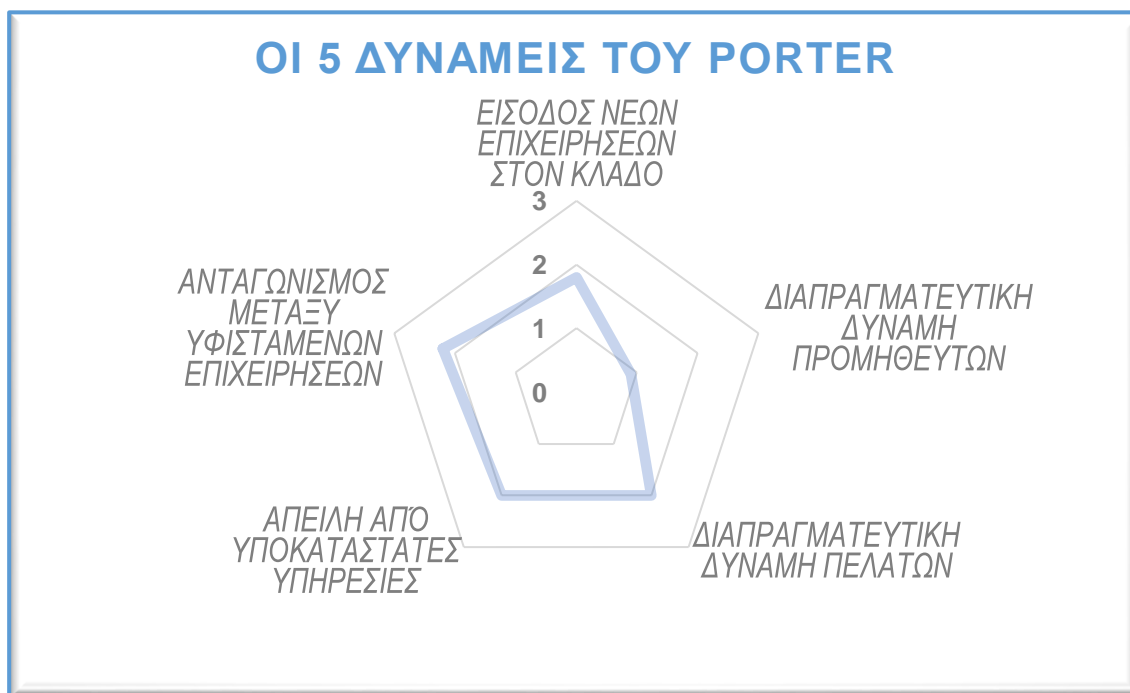 ΟΙ 5 ΔΥΝΑΜΕΙΣ ΤΟΥ PORTER
ΕΙΣΟΔΟΣ ΝΕΩΝ
ΕΠΙΧΕΙΡΗΣΕΩΝ
ΣΤΟΝ ΚΛΑΔΟ
3
2
1
0
ΔΙΑΠΡΑΓΜΑΤΕΥΤΙΚΗ
ΔΥΝΑΜΗ
ΠΡΟΜΗΘΕΥΤΩΝ
ΔΙΑΠΡΑΓΜΑΤΕΥΤΙΚΗ
ΔΥΝΑΜΗ ΠΕΛΑΤΩΝ
ΑΠΕΙΛΗ ΑΠΌ
ΥΠΟΚΑΤΑΣΤΑΤΕΣ
ΥΠΗΡΕΣΙΕΣ
ΑΝΤΑΓΩΝΙΣΜΟΣ
ΜΕΤΑΞΥ
ΥΦΙΣΤΑΜΕΝΩΝ
ΕΠΙΧΕΙΡΗΣΕΩΝ